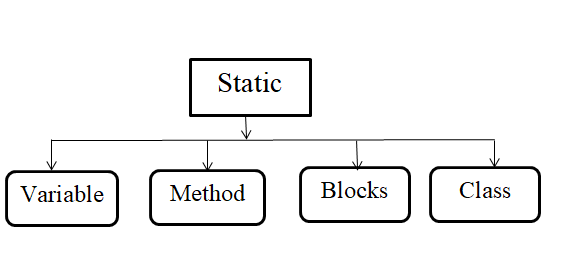 Static
Variable
Method
Blocks
Class